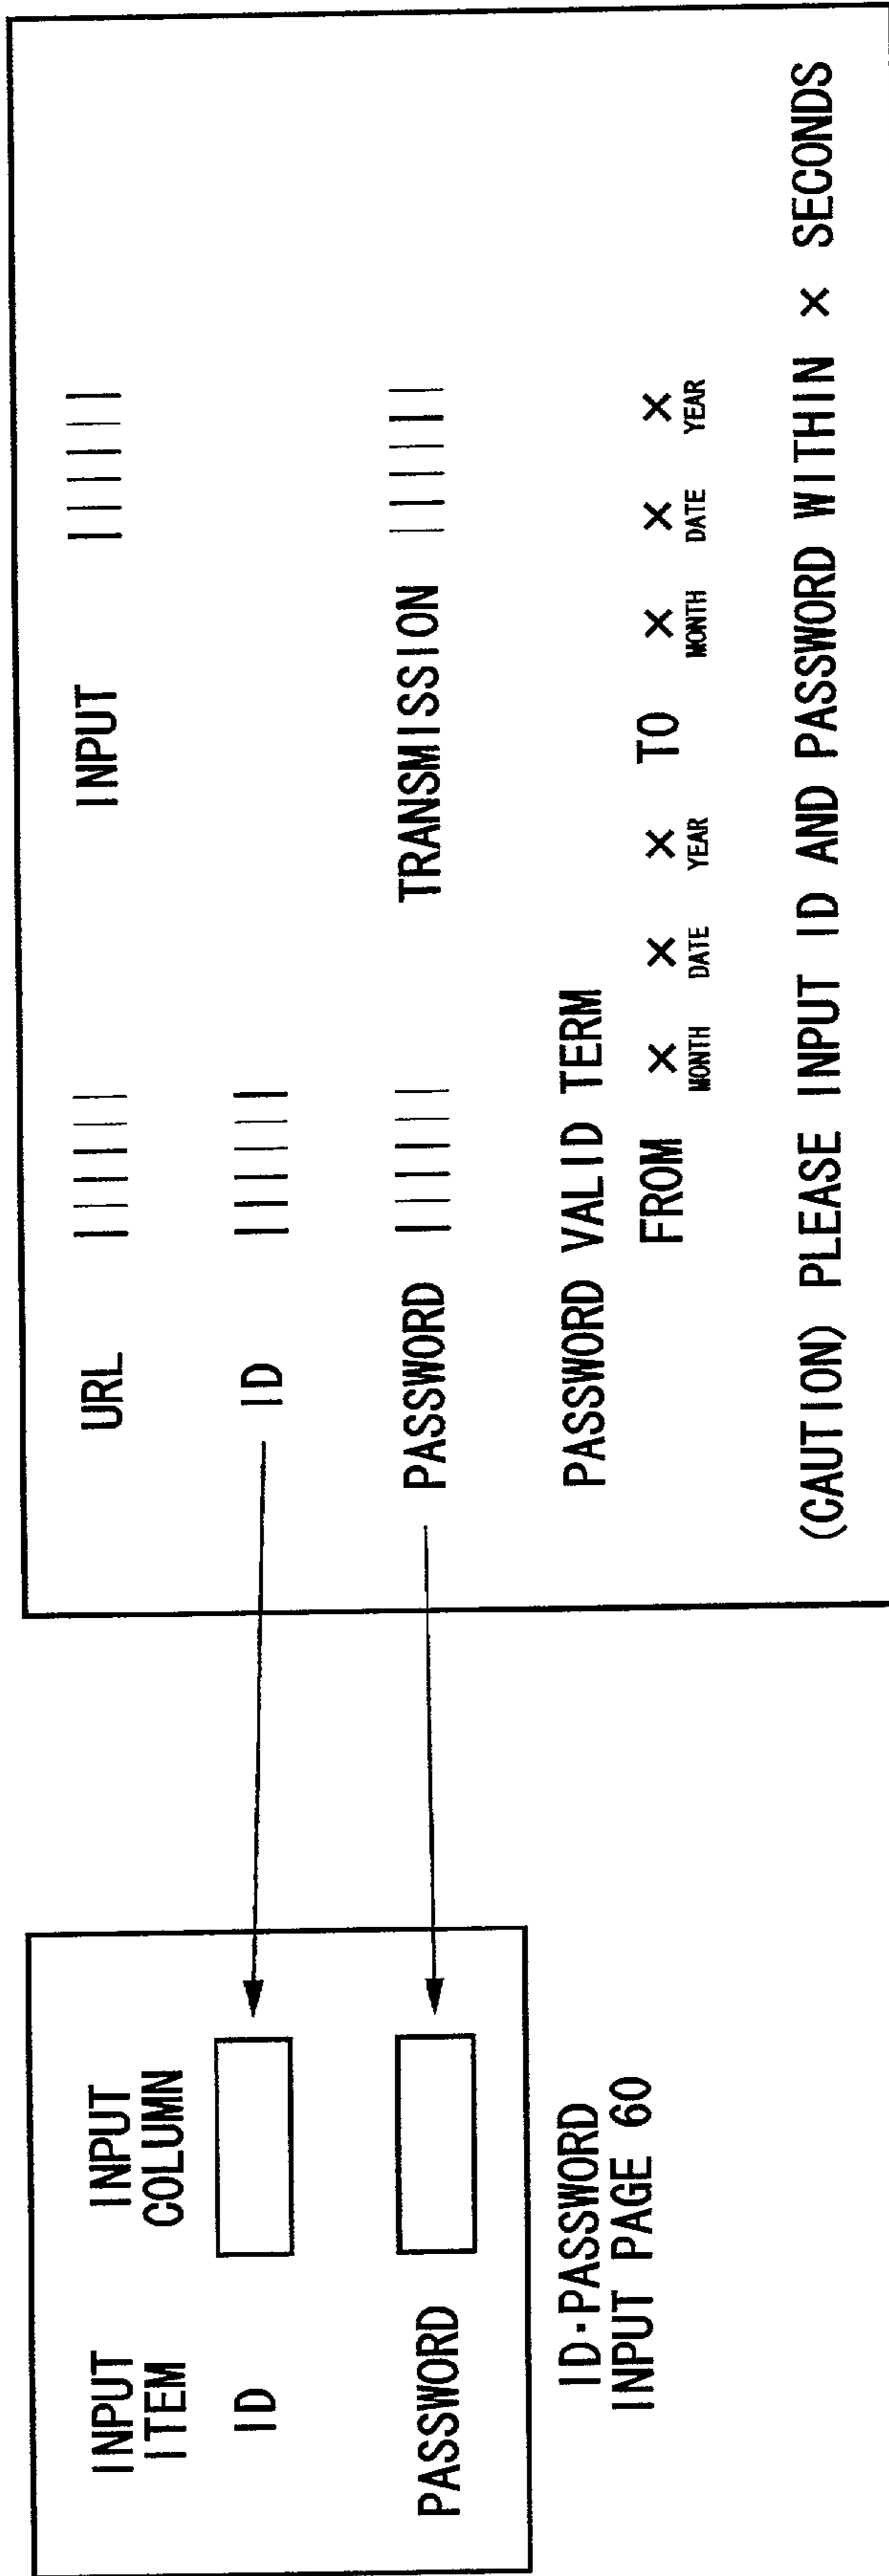 INPUT ITEM
INPUT COLUMN
ID
PASSWORD
ID·PASSWORD
INPUT PAGE 60
URL
INPUT
ID
PASSWORD
TRANSMISSION
PASSWORD VALID TERM
FROM × × × TO × × ×
MONTH DATE YEAR MONTH DATE YEAR
(CAUTION) PLEASE INPUT ID AND PASSWORD WITHIN × SECONDS